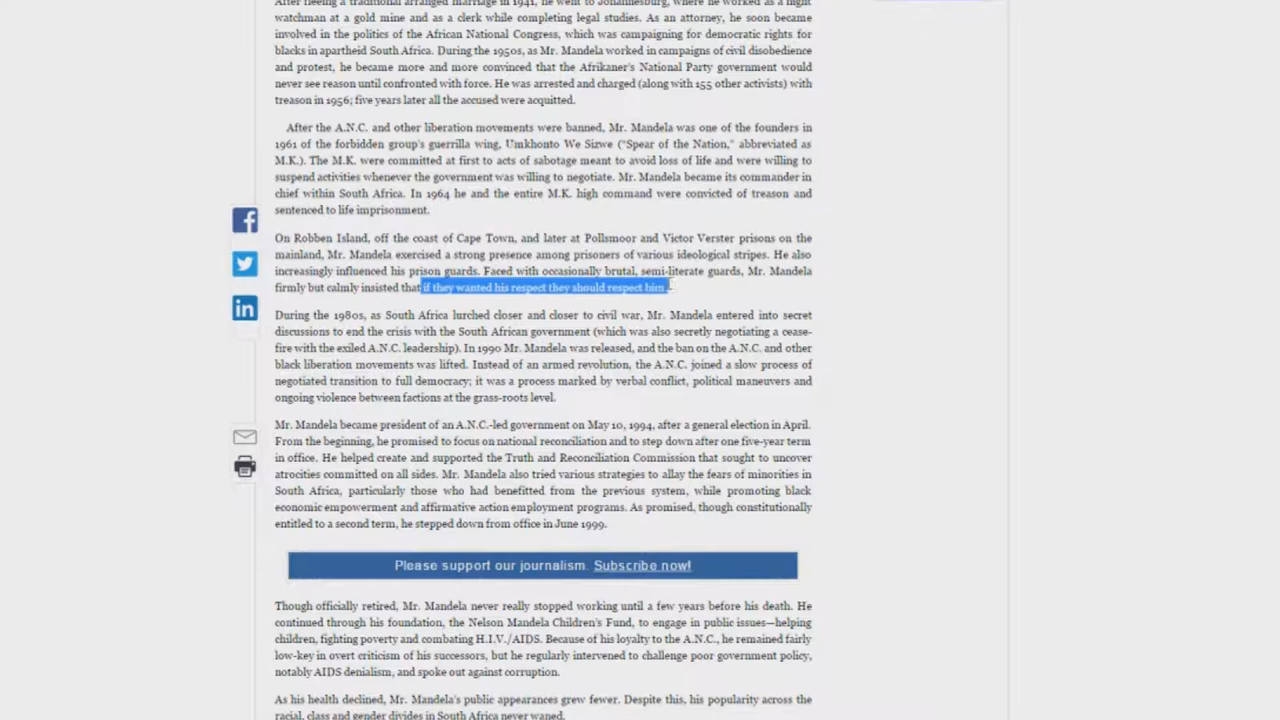 After fleeing a traditional arranged marriage in 1941, he went to Johannesburg, where he worked as a night
watchman at a gold mine and as a clerk while completing legal studies. As an attorney, he soon became
involved in the politics of the African National Congress, which was campaigning for democratic rights for
blacks in apartheid South Africa. During the 1950s, as Mr. Mandela worked in campaigns of civil disobedience
and protest, he became more and more convinced that the Afrikaner's National Party government would
never see reason until confronted with force. He was arrested and charged (along with 155 other activists) with
treason in 1956; five years later all the accused were acquitted.
After the A.N.C. and other liberation movements were banned, Mr. Mandela was one of the founders in
1961 of the forbidden group's guerrilla wing, Umkhonto We Sizwe ("Spear of the Nation," abbreviated as
M.K.). The M.K. were committed at first to acts of sabotage meant to avoid loss of life and were willing to
suspend activities whenever the government was willing to negotiate. Mr. Mandela became its commander in
chief within South Africa. In 1964 he and the entire M.K. high command were convicted of treason and
sentenced to life imprisonment.
On Robben Island, off the coast of Cape Town, and later at Pollsmoor and Victor Verster prisons on the
mainland, Mr. Mandela exercised a strong presence among prisoners of various ideological stripes. He also
increasingly influenced his prison guards. Faced with occasionally brutal, semi-literate guards, Mr. Mandela
firmly but calmly insisted that if they wanted his respect they should respect him.
During the 1980s, as South Africa lurched closer and closer to civil war, Mr. Mandela entered into secret
discussions to end the crisis with the South African government (which was also secretly negotiating a cease-
fire with the exiled A.N.C. leadership). In 1990 Mr. Mandela was released, and the ban on the A.N.C. and other
black liberation movements was lifted. Instead of an armed revolution, the A.N.C. joined a slow process of
negotiated transition to full democracy; it was a process marked by verbal conflict, political maneuvers and
ongoing violence between factions at the grass-roots level.
Mr. Mandela became president of an A.N.C.-led government on May 10, 1994, after a general election in April.
From the beginning, he promised to focus on national reconciliation and to step down after one five-year term
in office. He helped create and supported the Truth and Reconciliation Commission that sought to uncover
atrocities committed on all sides. Mr. Mandela also tried various strategies to allay the fears of minorities in
South Africa, particularly those who had benefitted from the previous system, while promoting black
economic empowerment and affirmative action employment programs. As promised, though constitutionally
entitled to a second term, he stepped down from office in June 1999.
Please support our journalism. Subscribe now!
Though officially retired, Mr. Mandela never really stopped working until a few years before his death. He
continued through his foundation, the Nelson Mandela Children's Fund, to engage in public issues—helping
children, fighting poverty and combating H.I.V./AIDS. Because of his loyalty to the A.N.C., he remained fairly
low-key in overt criticism of his successors, but he regularly intervened to challenge poor government policy,
notably AIDS denialism, and spoke out against corruption.
As his health declined, Mr. Mandela's public appearances grew fewer. Despite this, his popularity across the
racial, class and gender divides in South Africa never waned.